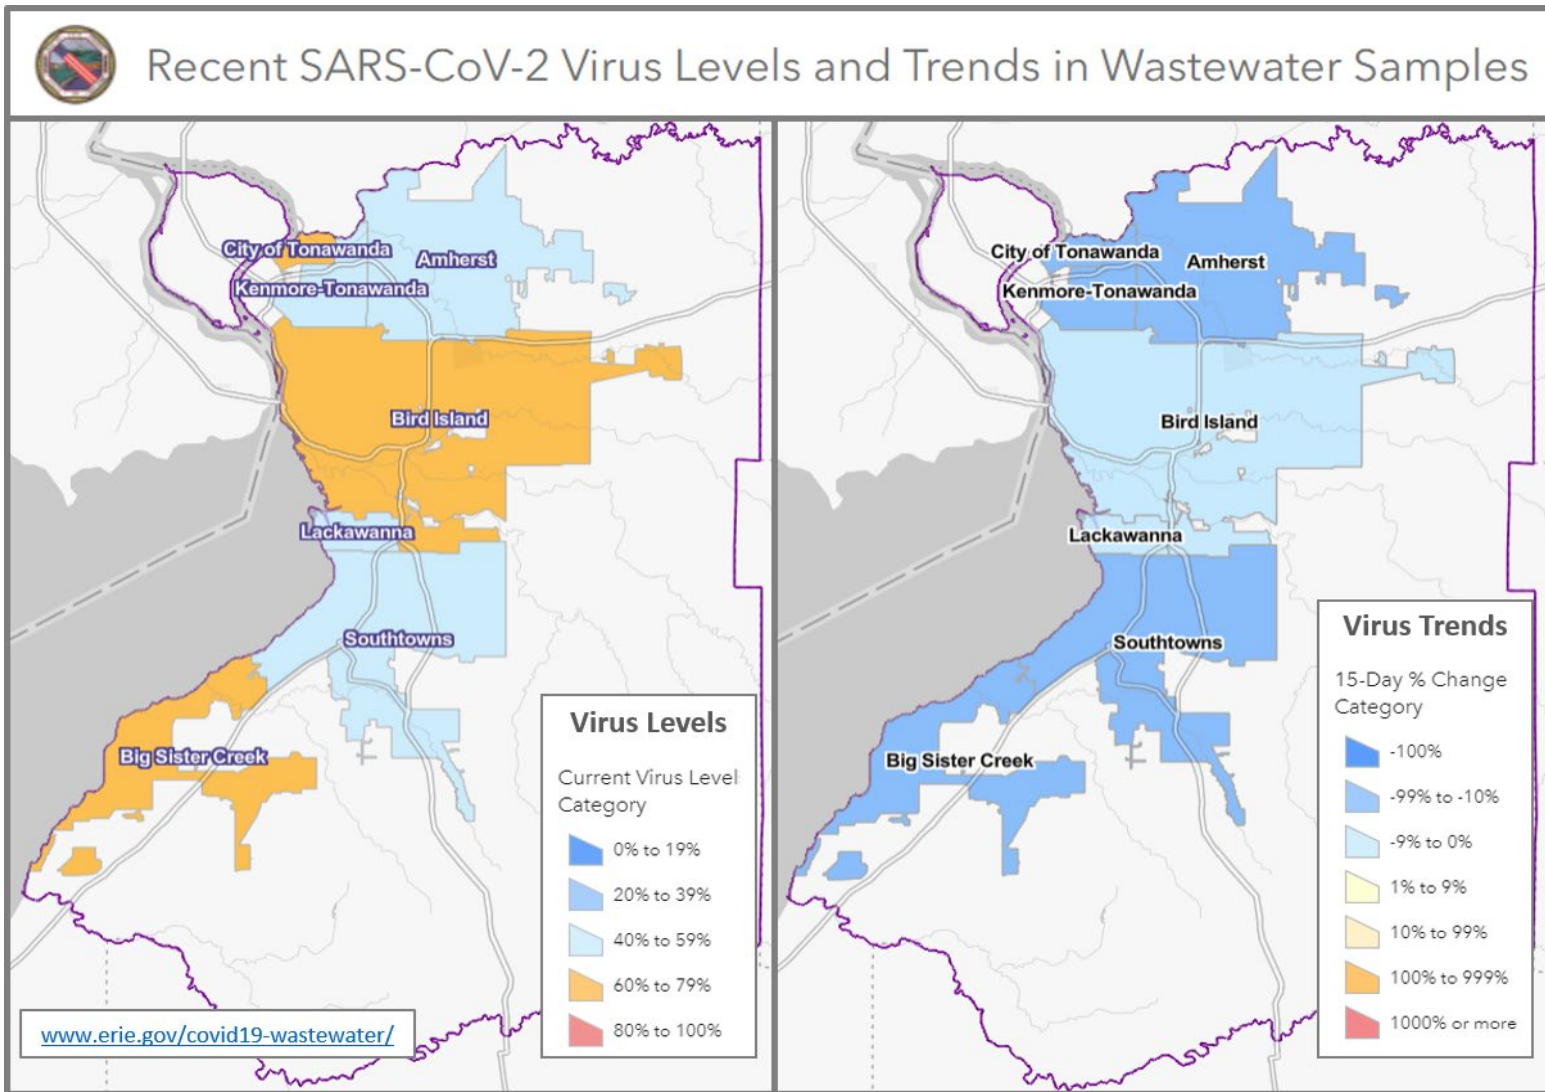 Recent SARS-CoV-2 Virus Levels and Trends in Wastewater Samples
City of Tonawanda
Amherst
Kenmore-Tonawanda
Bird Island
Lackawanna
Southtowns
Big Sister Creek
Virus Levels
Current Virus Level
Category
0% to 19%
20% to 39%
40% to 59%
60% to 79%
80% to 100%
www.erie.gov/covid19-wastewater/
City of Tonawanda
Amherst
Kenmore-Tonawanda
Bird Island
Lackawanna
Southtowns
Big Sister Creek
Virus Trends
15-Day % Change
Category
-100%
-99% to -10%
-9% to 0%
1% to 9%
10% to 99%
100% to 999%
1000% or more